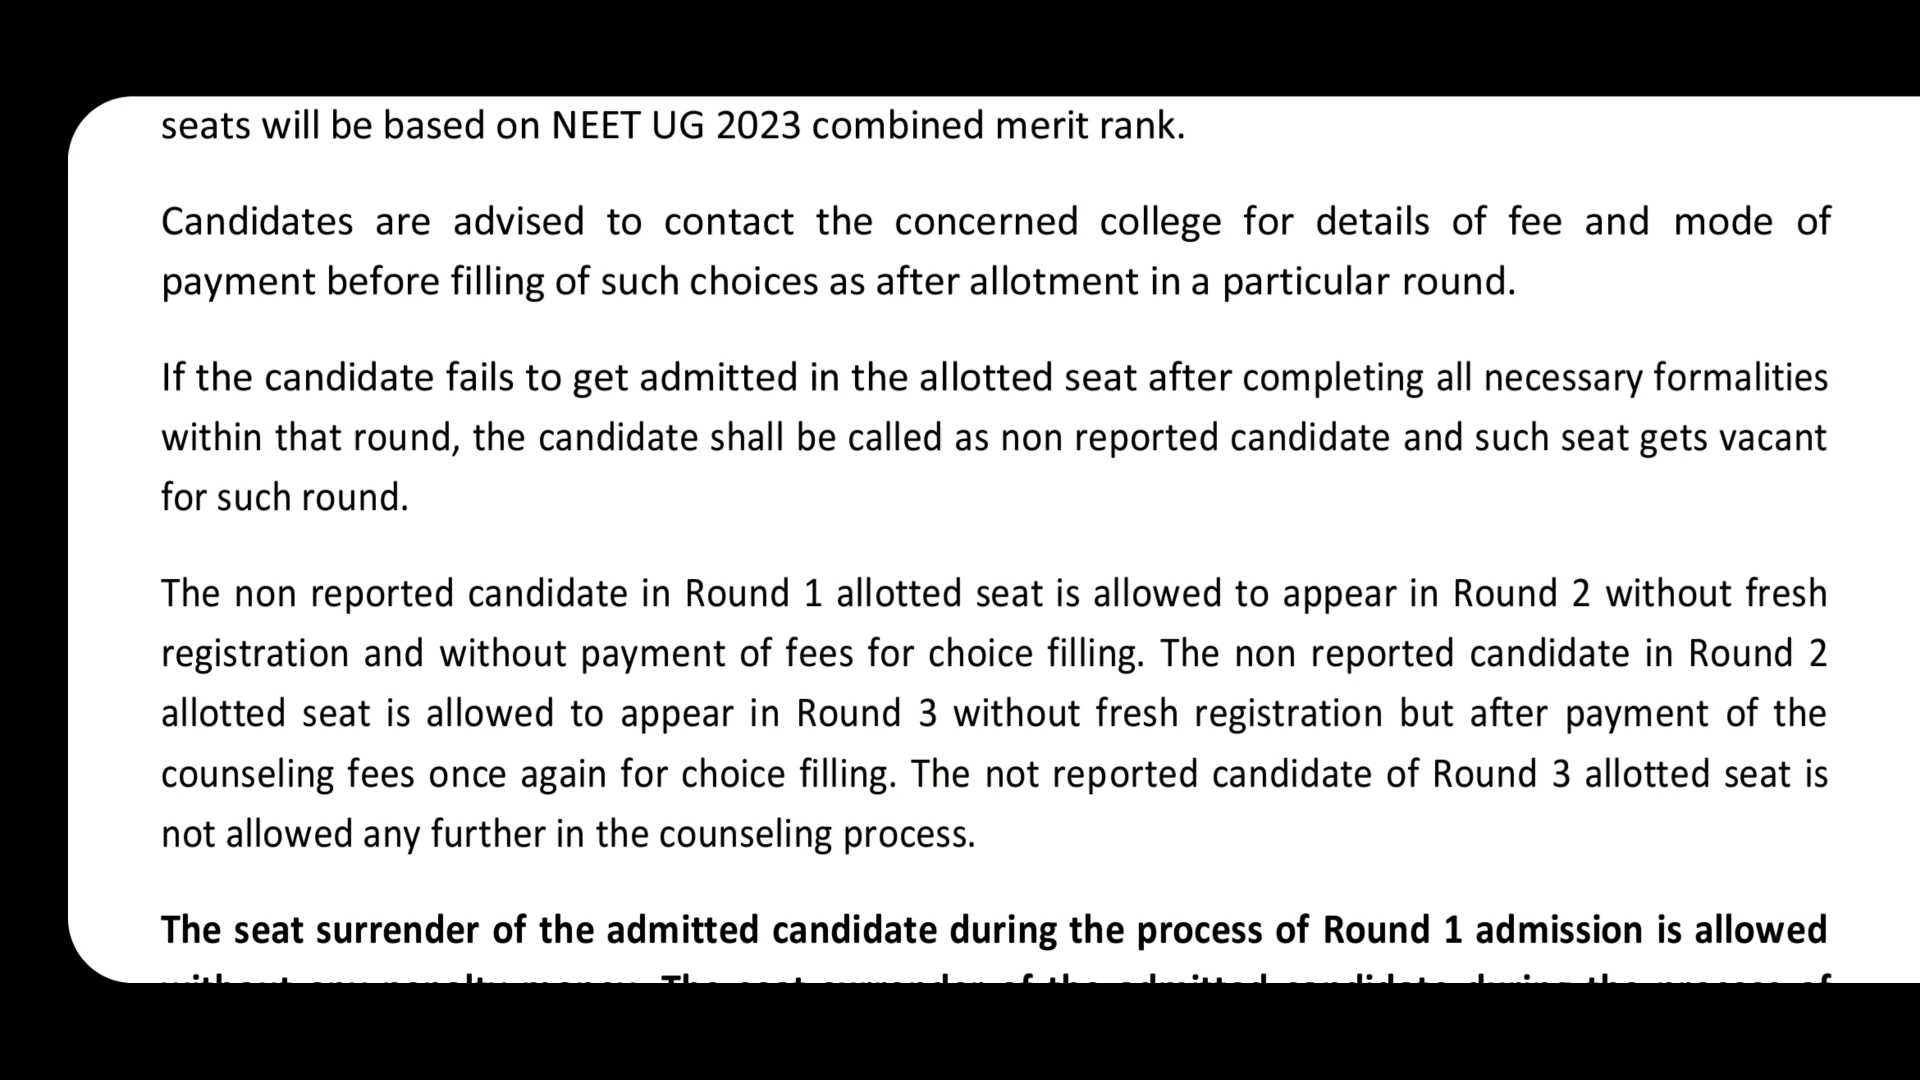 seats will be based on NEET UG 2023 combined merit rank.
Candidates are advised to contact the concerned college for details of fee and mode of
payment before filling of such choices as after allotment in a particular round.
If the candidate fails to get admitted in the allotted seat after completing all necessary formalities
within that round, the candidate shall be called as non reported candidate and such seat gets vacant
for such round.
The non reported candidate in Round 1 allotted seat is allowed to appear in Round 2 without fresh
registration and without payment of fees for choice filling. The non reported candidate in Round 2
allotted seat is allowed to appear in Round 3 without fresh registration but after payment of the
counseling fees once again for choice filling. The not reported candidate of Round 3 allotted seat is
not allowed any further in the counseling process.
The seat surrender of the admitted candidate during the process of Round 1 admission is allowed